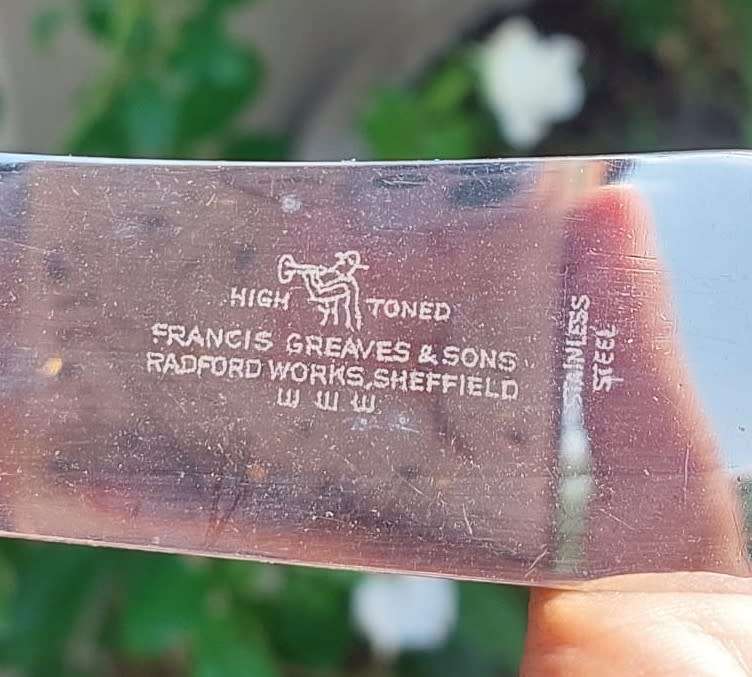 HIGH TONED
FRANCIS GREAVES & SONS
RADFORD WORKS, SHEFFIELD
E E E
STAINLESS
STEEL